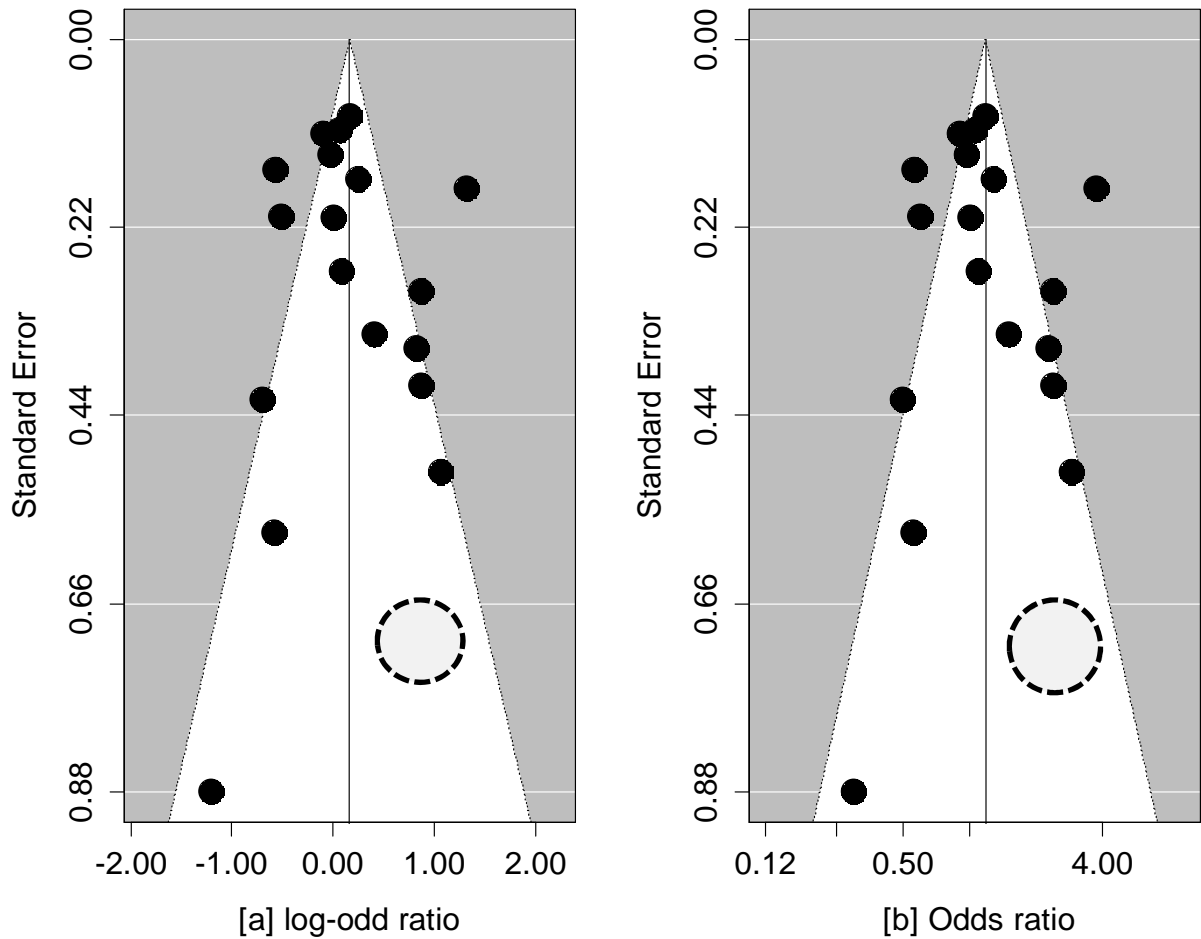 0.00
0.22
0.44
0.66
0.88
Standard Error
-2.00 -1.00 0.00 1.00 2.00
[a] log-odd ratio
0.00
0.22
0.44
0.66
0.88
Standard Error
0.12 0.50 4.00
[b] Odds ratio